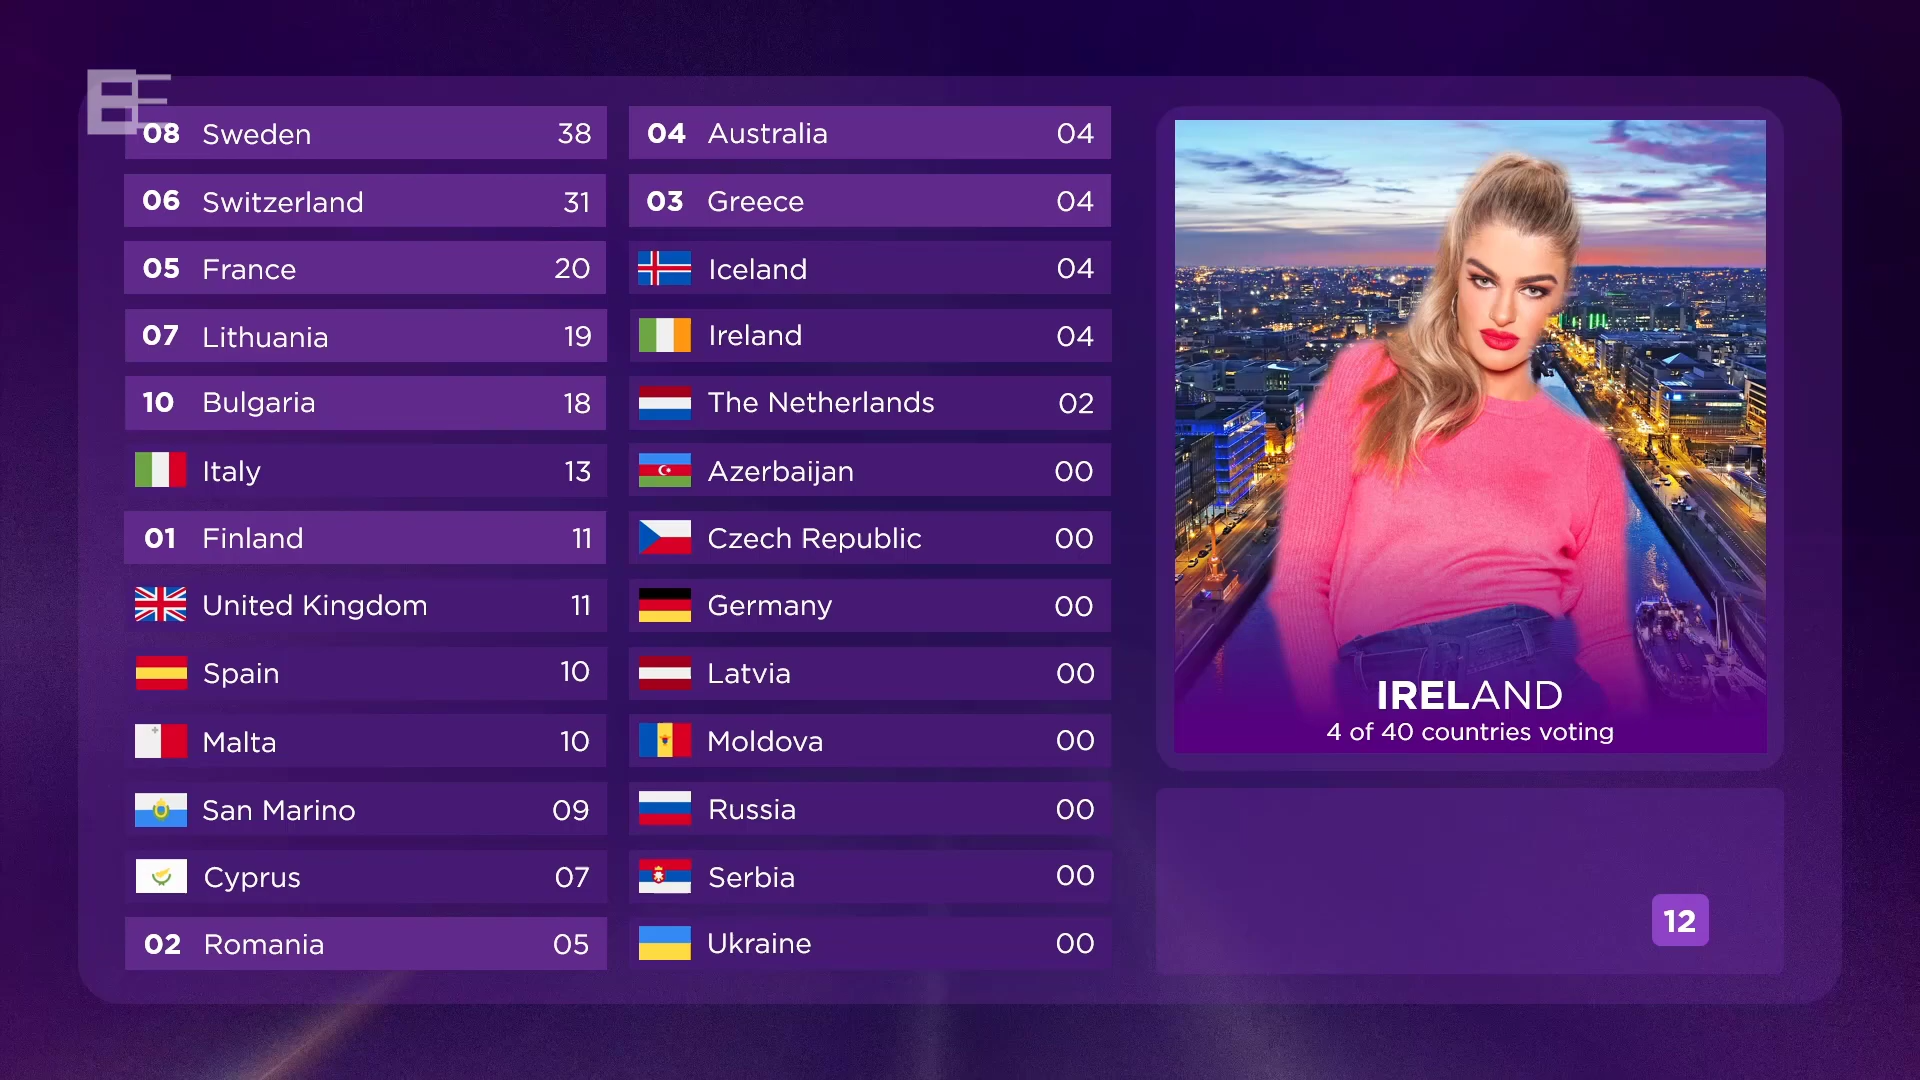 08 Sweden 38
06 Switzerland 31
05 France 20
07 Lithuania 19
10 Bulgaria 18
Italy 13
01 Finland 11
United Kingdom 11
Spain 10
Malta 10
San Marino 09
Cyprus 07
02 Romania 05
04 Australia 04
03 Greece 04
Iceland 04
Ireland 04
The Netherlands 02
Azerbaijan 00
Czech Republic 00
Germany 00
Latvia 00
Moldova 00
Russia 00
Serbia 00
Ukraine 00
IRELAND
4 of 40 countries voting
12